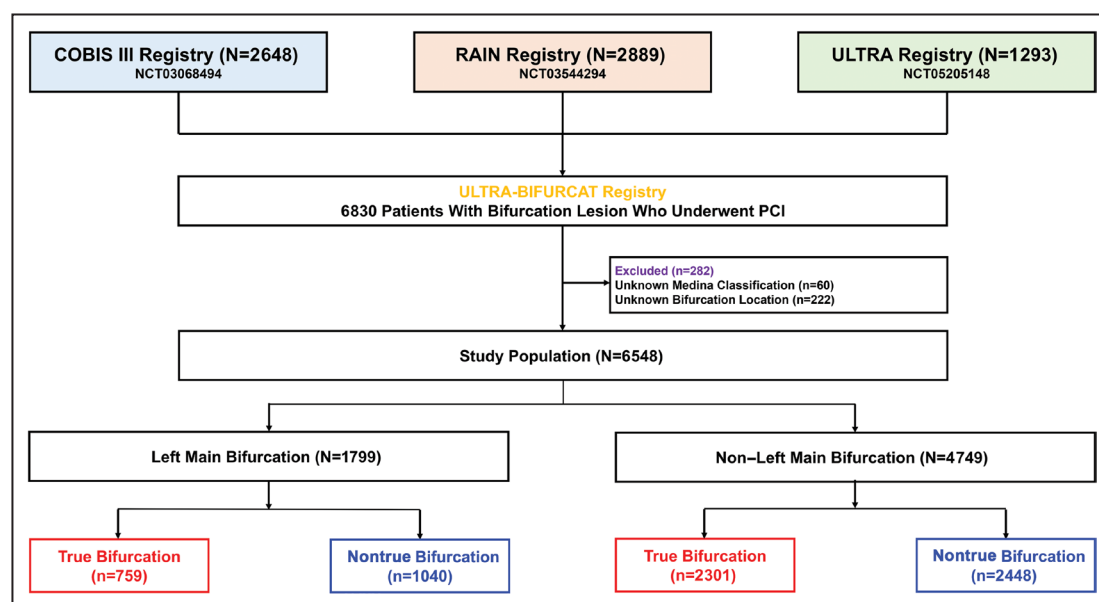 COBIS III Registry (N=2648)
NCT03068494
RAIN Registry (N=2889)
NCT03544294
ULTRA Registry (N=1293)
NCT05205148
ULTRA-BIFURCAT Registry
6830 Patients With Bifurcation Lesion Who Underwent PCI
Excluded (n=282)
Unknown Medina Classification (n=60)
Unknown Bifurcation Location (n=222)
Study Population (N=6548)
Left Main Bifurcation (N=1799)
Non–Left Main Bifurcation (N=4749)
True Bifurcation
(n=759)
Nontrue Bifurcation
(n=1040)
True Bifurcation
(n=2301)
Nontrue Bifurcation
(n=2448)